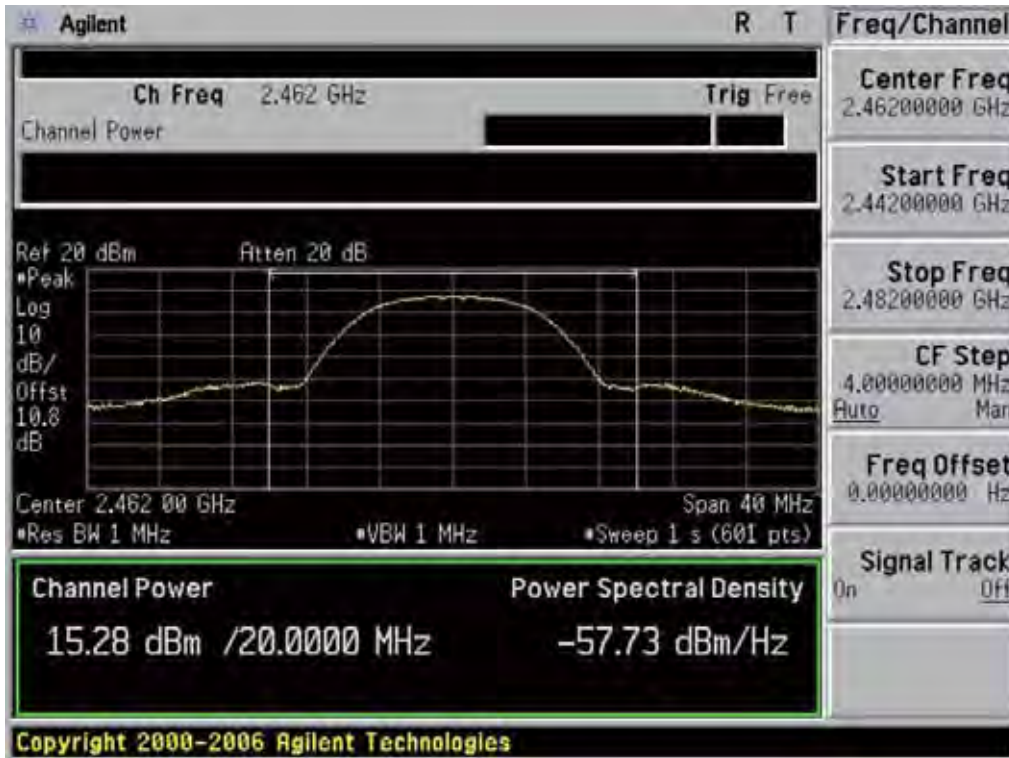 Agilent R T Freq/Channel
Ch Freq 2.462 GHz Trig Free
Channel Power
Center Freq
2.46200000 GHz
Start Freq
2.44200000 GHz
Stop Freq
2.48200000 GHz
CF Step
4.00000000 MHz
Auto Man
Freq Offset
0.00000000 Hz
Signal Track
On Off
Ref 20 dBm Atten 20 dB
#Peak
Log
10
dB/
Offst
10.8
dB
Center 2.462 00 GHz Span 40 MHz
#Res BW 1 MHz #VBW 1 MHz #Sweep 1 s (601 pts)
Channel Power Power Spectral Density
15.28 dBm /20.0000 MHz -57.73 dBm/Hz
Copyright 2000-2006 Agilent Technologies